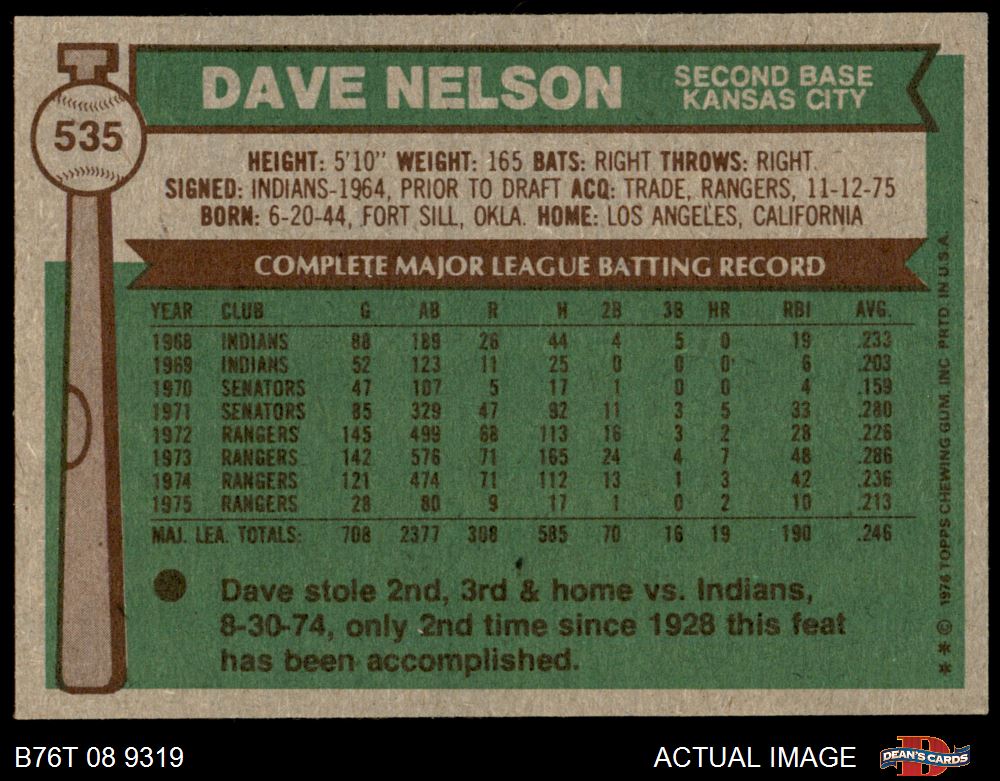 535
DAVE NELSON
SECOND BASE
KANSAS CITY
HEIGHT: 5'10" WEIGHT: 165 BATS: RIGHT THROWS: RIGHT
SIGNED: INDIANS-1964, PRIOR TO DRAFT ACQ: TRADE, RANGERS, 11-12-75
BORN: 6-20-44, FORT SILL, OKLA. HOME: LOS ANGELES, CALIFORNIA
COMPLETE MAJOR LEAGUE BATTING RECORD
YEAR CLUB G AB R H 2B 3B HR RBI AVG.
1968 INDIANS 88 189 26 44 4 5 0 19 .233
1969 INDIANS 52 123 11 25 0 0 0 6 .203
1970 SENATORS 47 107 5 17 1 0 0 4 .159
1971 SENATORS 85 329 47 92 11 3 5 33 .280
1972 RANGERS 145 499 68 113 16 3 2 28 .226
1973 RANGERS 142 576 71 165 24 4 7 48 .286
1974 RANGERS 121 474 71 112 13 1 3 42 .236
1975 RANGERS 28 80 9 17 1 0 2 10 .213
MAJ. LEA. TOTALS: 708 2377 308 585 70 16 19 190 .246
Dave stole 2nd, 3rd & home vs. Indians,
8-30-74, only 2nd time since 1928 this feat
has been accomplished.
* * © 1976 TOPPS CHEWING GUM, INC. PRTD. IN U.S.A.
B76T 08 9319
ACTUAL IMAGE
DEAN'S CARDS